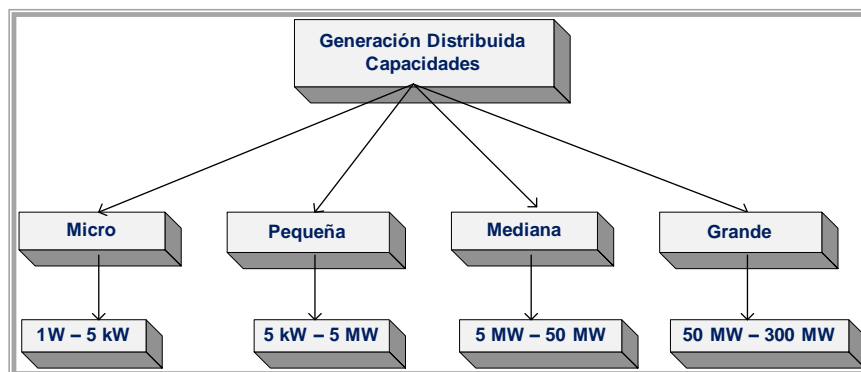 Generación Distribuida
Capacidades
Micro
Pequeña
Mediana
Grande
1W – 5 kW
5 kW – 5 MW
5 MW – 50 MW
50 MW – 300 MW